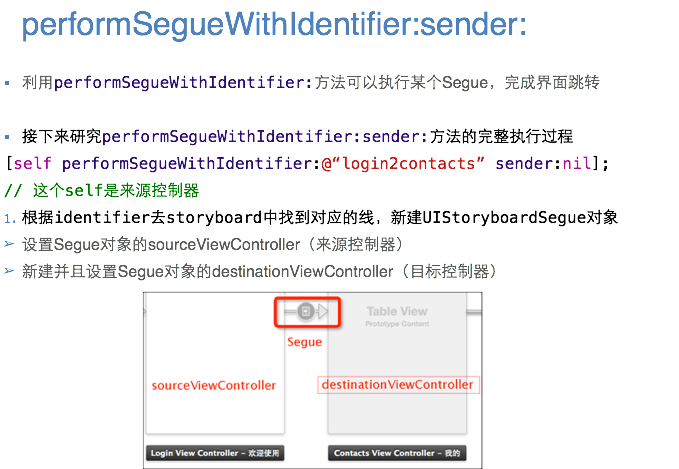 performSegueWithIdentifier:sender:
利用performSegueWithIdentifier:方法可以执行某个Segue，完成界面跳转
接下来研究performSegueWithIdentifier:sender:方法的完整执行过程
[self performSegueWithIdentifier:@“login2contacts” sender:nil];
// 这个self是来源控制器
1. 根据identifier去storyboard中找到对应的线，新建UIStoryboardSegue对象
➢ 设置Segue对象的sourceViewController（来源控制器）
➢ 新建并且设置Segue对象的destinationViewController（目标控制器）
Table View
Prototype Content
Segue
sourceViewController
destinationViewController
Login View Controller - 欢迎使用
Contacts View Controller - 我的